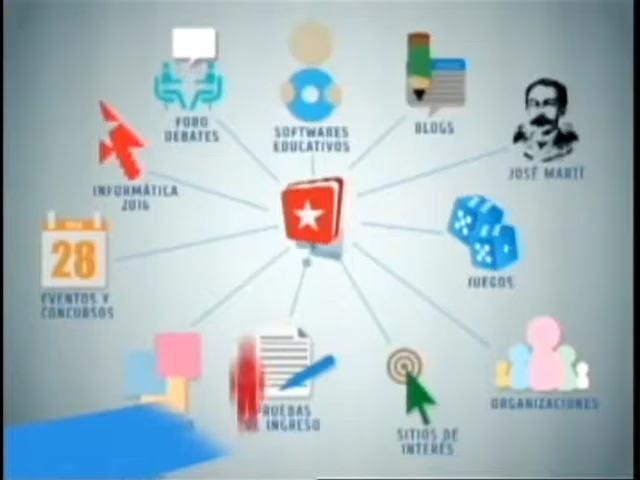 FORO
DEBATES
SOFTWARES
EDUCATIVOS
BLOGS
JOSÉ MARTÍ
INFORMÁTICA
2016
28
EVENTOS Y
CONCURSOS
JUEGOS
ORGANIZACIONES
INGRESO
SITIOS DE
INTERÉS